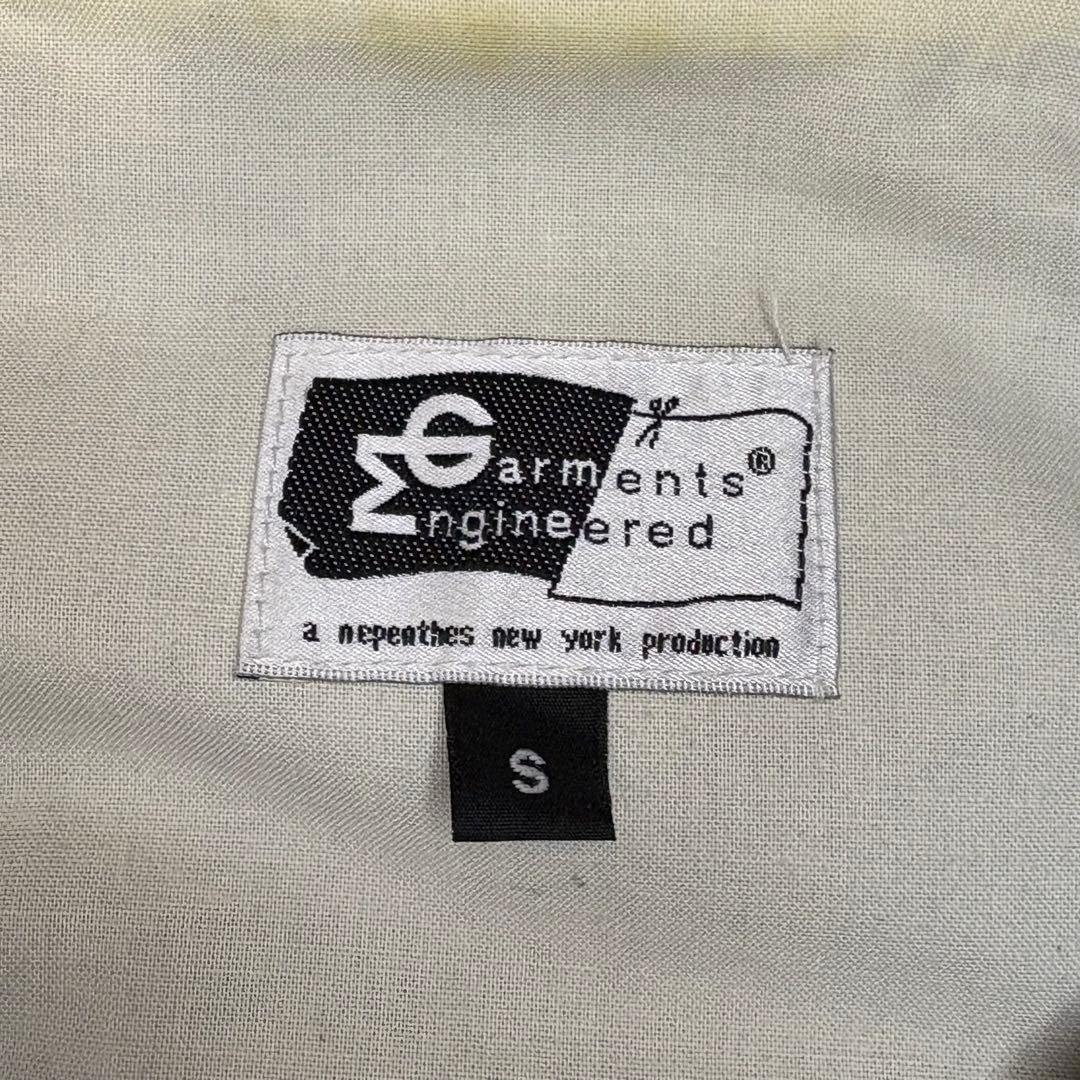 Garments®
Engineered
a nepenthes new york production
S